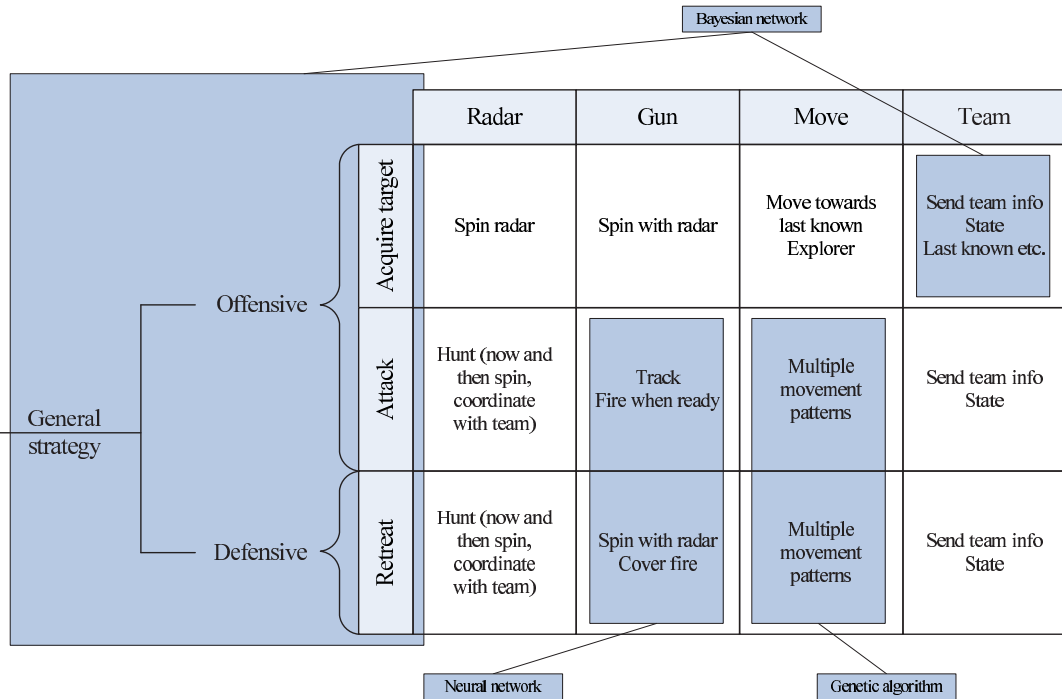 Bayesian network
Radar
Gun
Move
Team
Acquire target
Spin radar
Spin with radar
Move towards
last known
Explorer
Send team info
State
Last known etc.
Offensive
Attack
Hunt (now and
then spin,
coordinate
with team)
Track
Fire when ready
Multiple
movement
patterns
Send team info
State
General
strategy
Defensive
Retreat
Hunt (now and
then spin,
coordinate
with team)
Spin with radar
Cover fire
Multiple
movement
patterns
Send team info
State
Neural network
Genetic algorithm